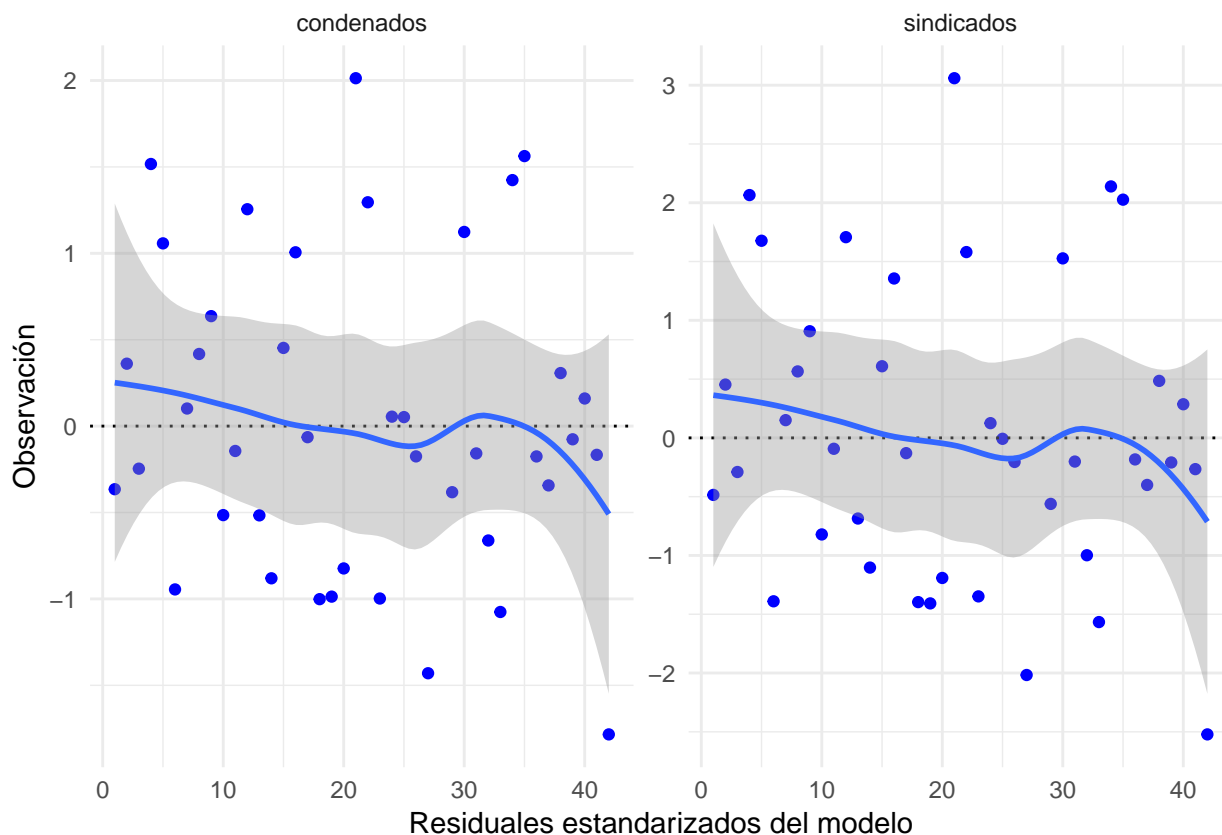 condenados
sindicados
2
1
0
−1
3
2
1
0
−1
−2
Observación
0 10 20 30 40
0 10 20 30 40
Residuales estandarizados del modelo